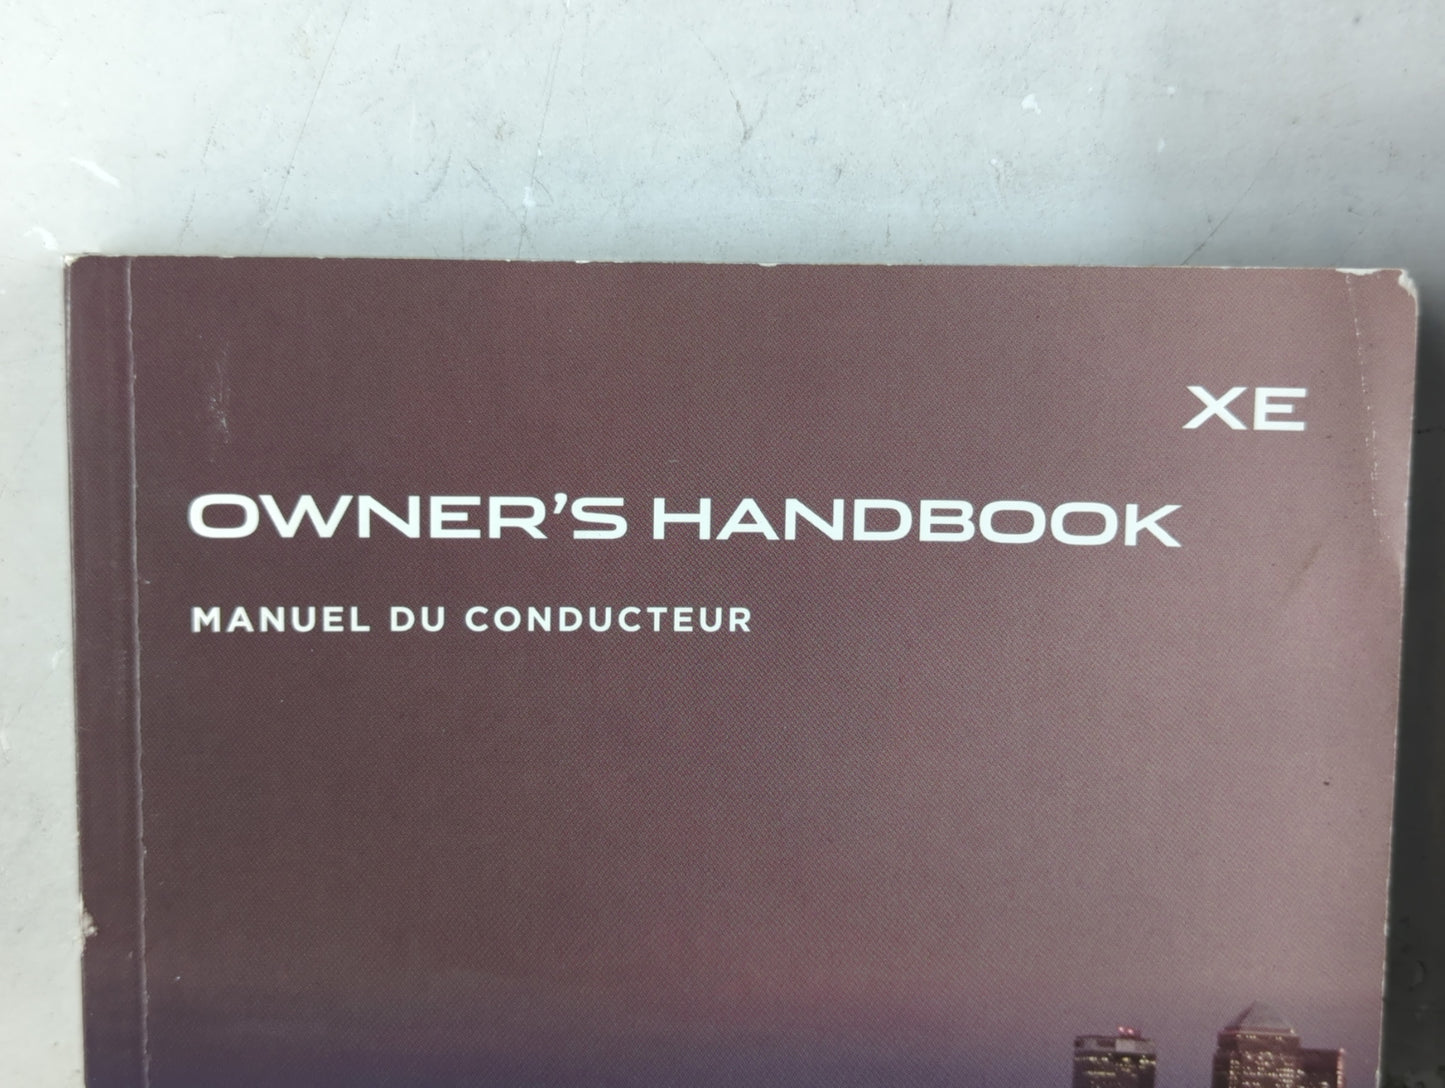 XE
OWNER'S HANDBOOK
MANUEL DU CONDUCTEUR